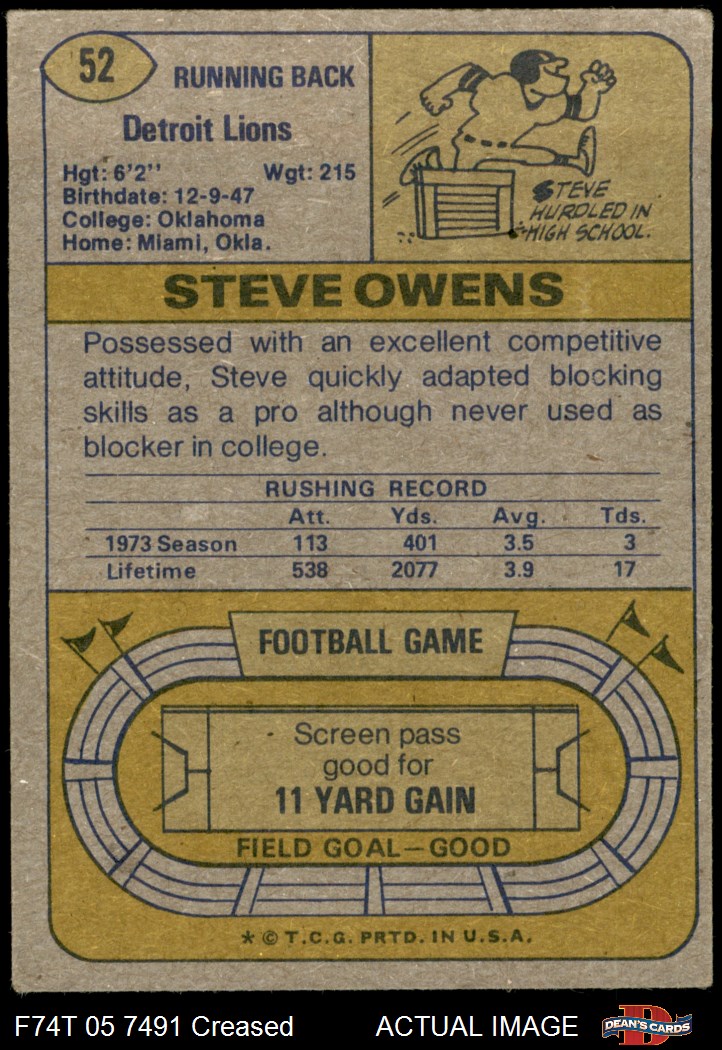 52
RUNNING BACK
Detroit Lions
Hgt: 6'2'' Wgt: 215
Birthdate: 12-9-47
College: Oklahoma
Home: Miami, Okla.
STEVE
HURDLED IN
HIGH SCHOOL.
STEVE OWENS
Possessed with an excellent competitive
attitude, Steve quickly adapted blocking
skills as a pro although never used as
blocker in college.
RUSHING RECORD
Att. Yds. Avg. Tds.
1973 Season 113 401 3.5 3
Lifetime 538 2077 3.9 17
FOOTBALL GAME
Screen pass
good for
11 YARD GAIN
FIELD GOAL—GOOD
* © T.C.G. PRTD. IN U.S.A.
F74T 05 7491 Creased ACTUAL IMAGE
D
DEAN'S CARDS